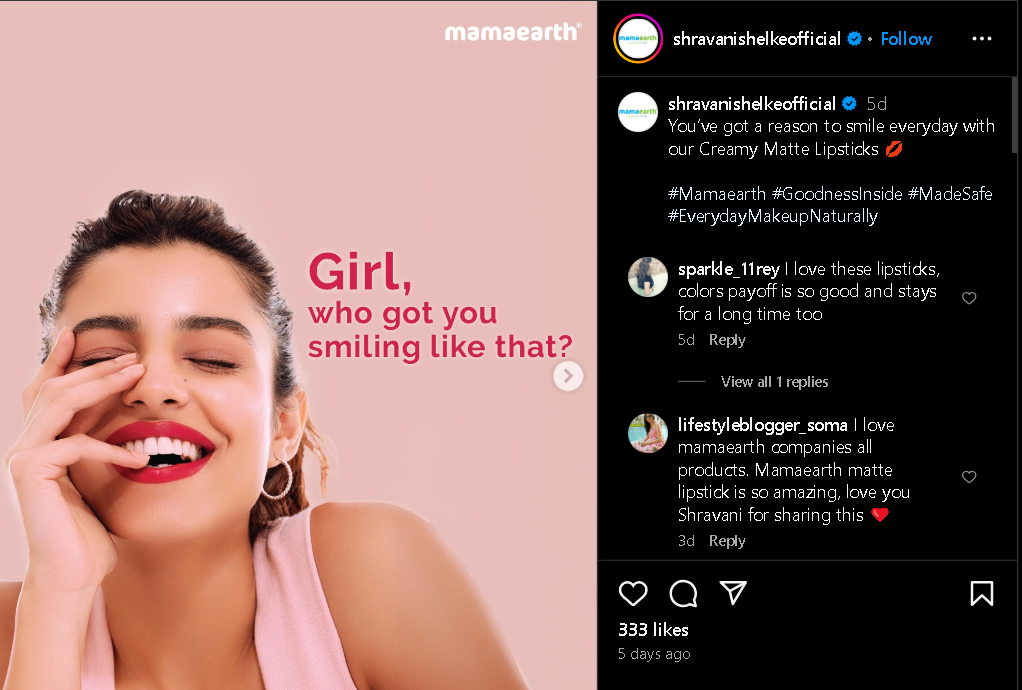 mamaearth®
Girl,
who got you
smiling like that?
mamaearth
shravanishelkeofficial • Follow
mamaearth
shravanishelkeofficial 5d
You've got a reason to smile everyday with
our Creamy Matte Lipsticks 💋
#Mamaearth #GoodnessInside #MadeSafe
#EverydayMakeupNaturally
sparkle_11rey I love these lipsticks,
colors payoff is so good and stays
for a long time too
5d Reply
View all 1 replies
lifestyleblogger_soma I love
mamaearth companies all
products. Mamaearth matte
lipstick is so amazing, love you
Shravani for sharing this ❤️
3d Reply
333 likes
5 days ago